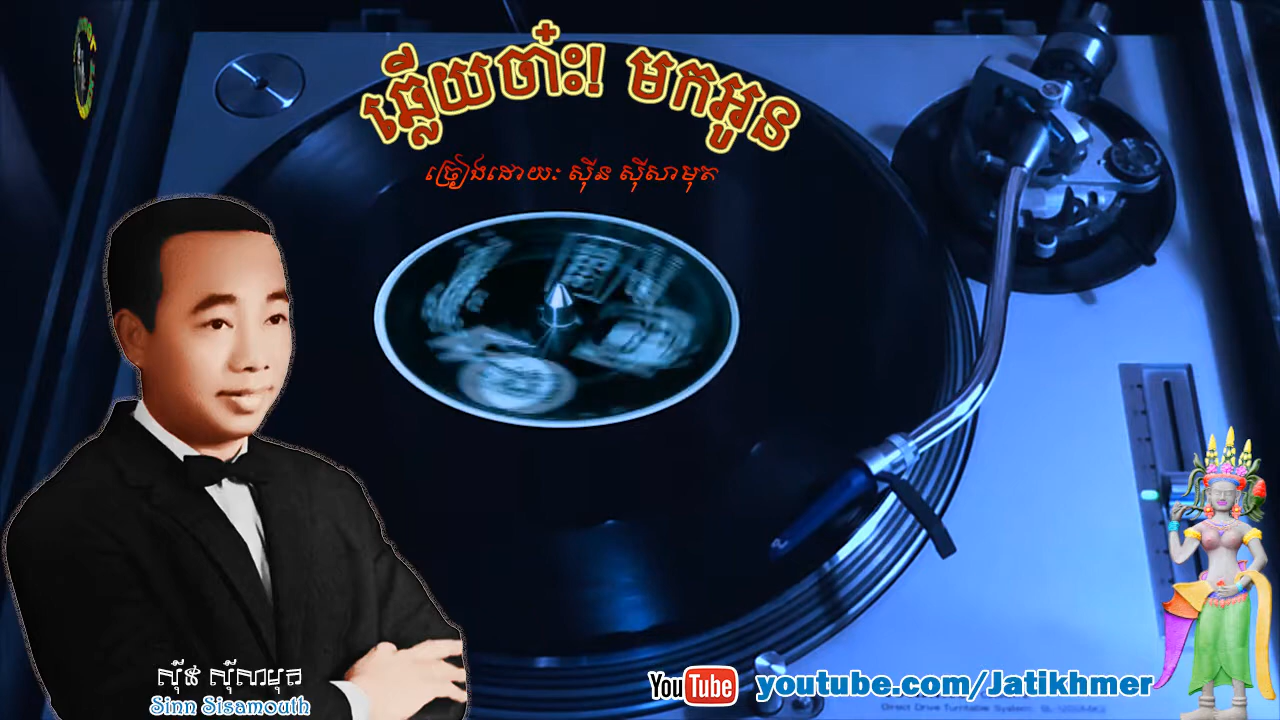 ឆ្លើយចាំ៎ះ! មកអូន
ច្រៀងដោយៈ ស៊ីន ស៊ីសាមុត
ស៊ីន ស៊ីសាមុត
Sinn Sisamouth
YouTube youtube.com/Jatikhmer